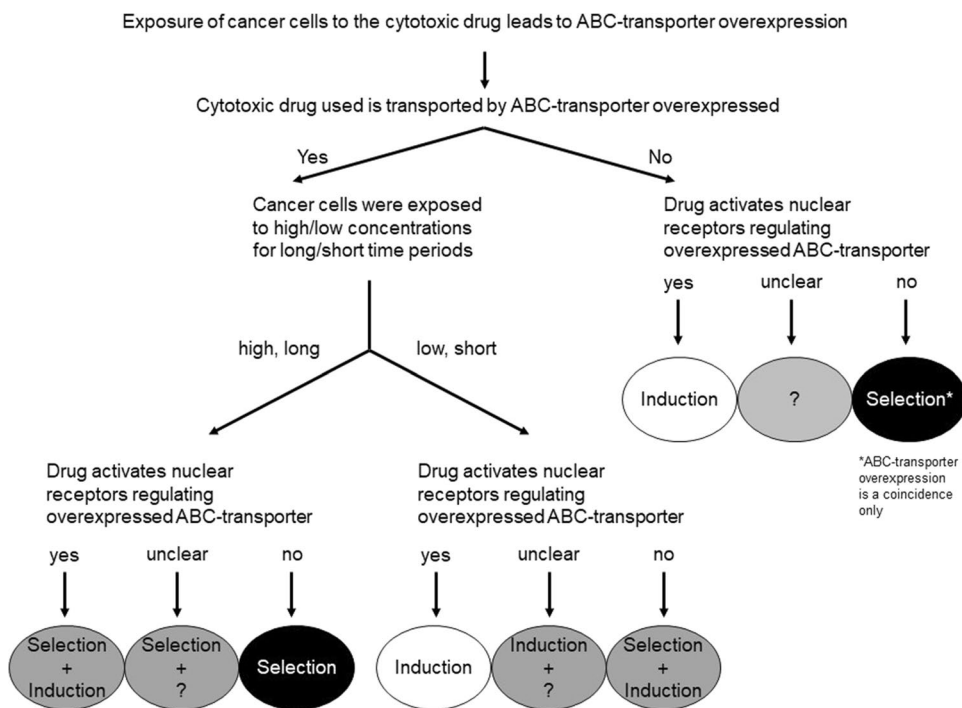 Exposure of cancer cells to the cytotoxic drug leads to ABC-transporter overexpression
Cytotoxic drug used is transported by ABC-transporter overexpressed
Yes
No
Cancer cells were exposed
to high/low concentrations
for long/short time periods
Drug activates nuclear
receptors regulating
overexpressed ABC-transporter
yes
unclear
no
high, long
low, short
Induction
?
Selection*
*ABC-transporter
overexpression
is a coincidence
only
Drug activates nuclear
receptors regulating
overexpressed ABC-transporter
Drug activates nuclear
receptors regulating
overexpressed ABC-transporter
yes
unclear
no
yes
unclear
no
Selection
+
Induction
Selection
+
?
Selection
Induction
Induction
+
?
Selection
+
Induction